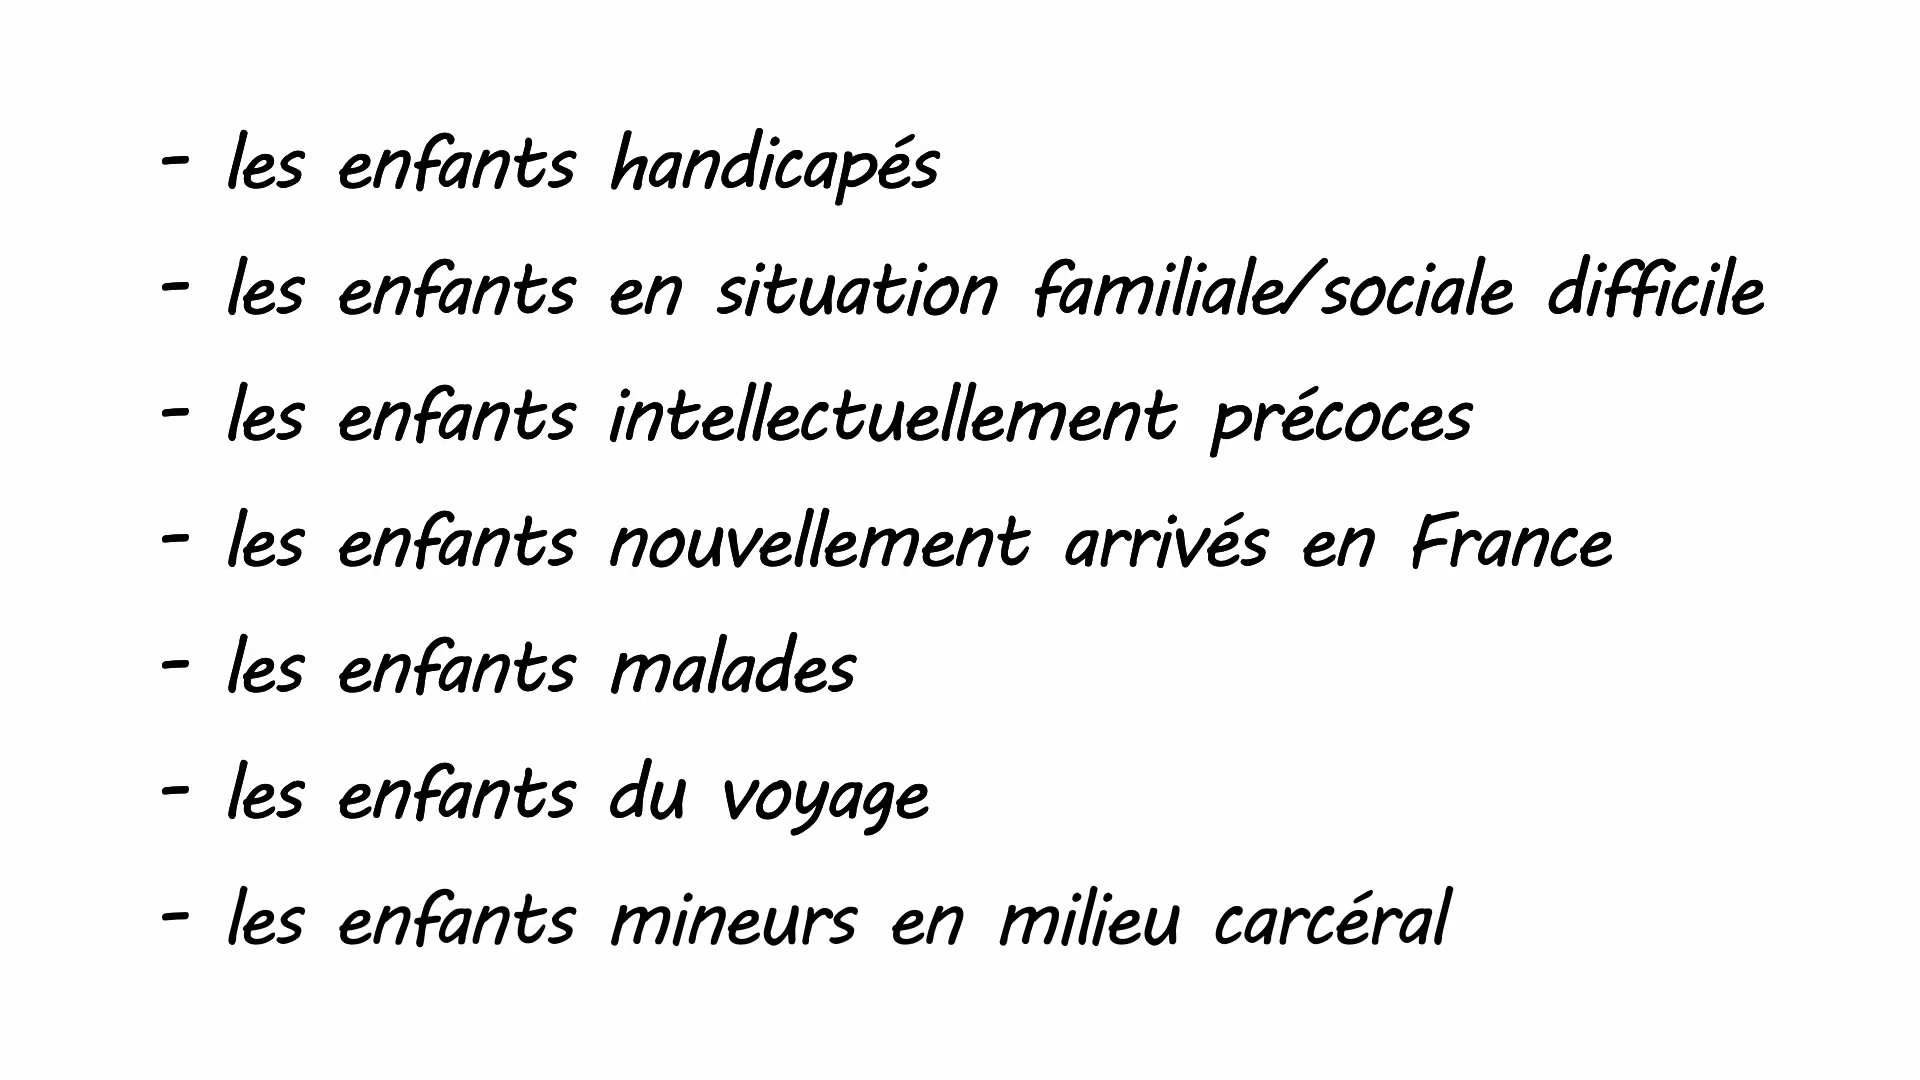 - les enfants handicapés
- les enfants en situation familiale/sociale difficile
- les enfants intellectuellement précoces
- les enfants nouvellement arrivés en France
- les enfants malades
- les enfants du voyage
- les enfants mineurs en milieu carcéral